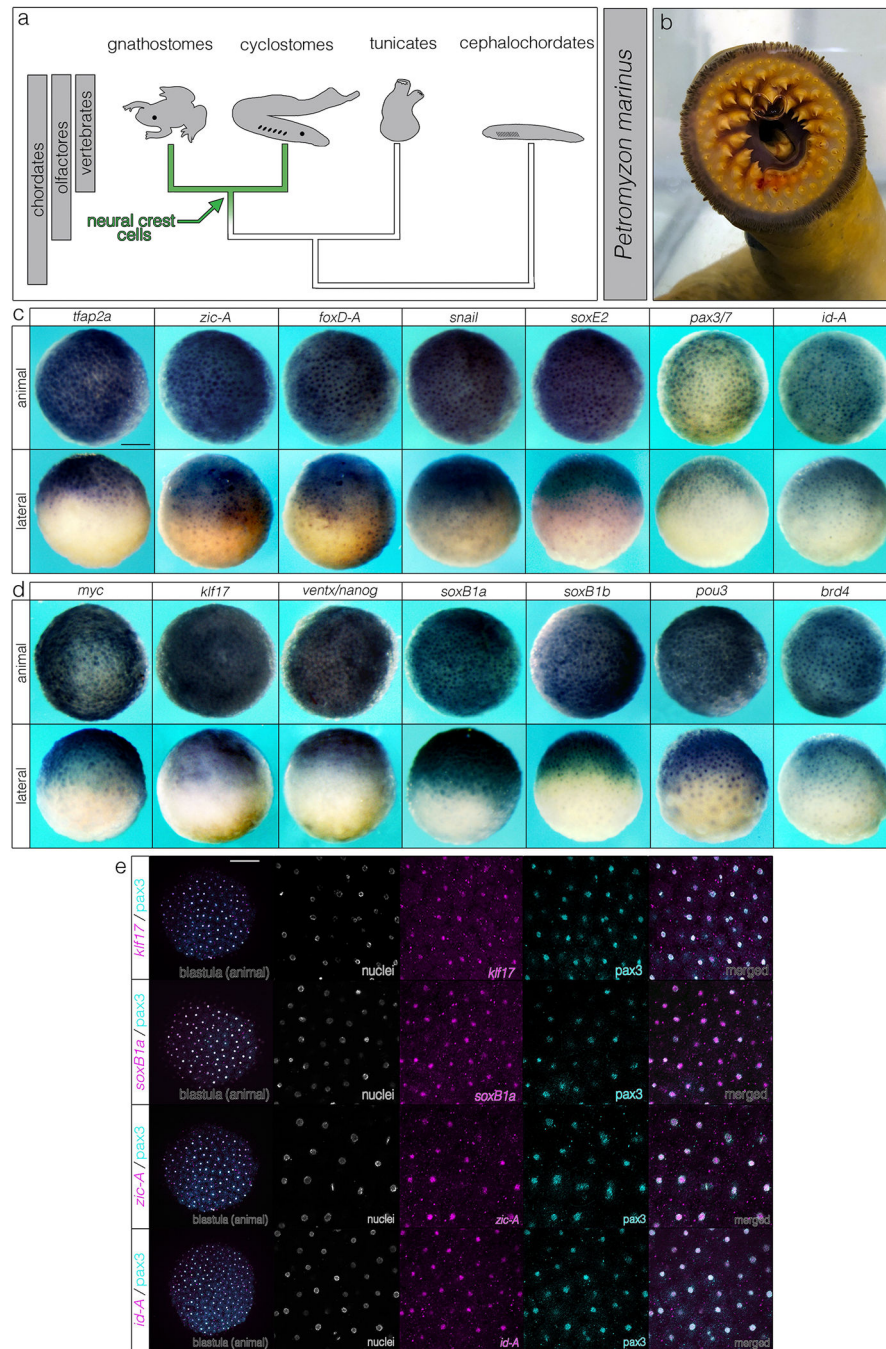 a
gnathostomes
cyclostomes
tunicates
cephalochordates
chordates
olfactores
vertebrates
neural crest
cells
b
Petromyzon marinus
c
tfap2a
zic-A
foxD-A
snail
soxE2
pax3/7
id-A
animal
lateral
d
myc
klf17
ventx/nanog
soxB1a
soxB1b
pou3
brd4
animal
lateral
e
klf17 / pax3
blastula (animal)
nuclei
klf17
pax3
merged
soxB1a / pax3
blastula (animal)
nuclei
soxB1a
pax3
merged
zic-A / pax3
blastula (animal)
nuclei
zic-A
pax3
merged
id-A / pax3
blastula (animal)
nuclei
id-A
pax3
merged